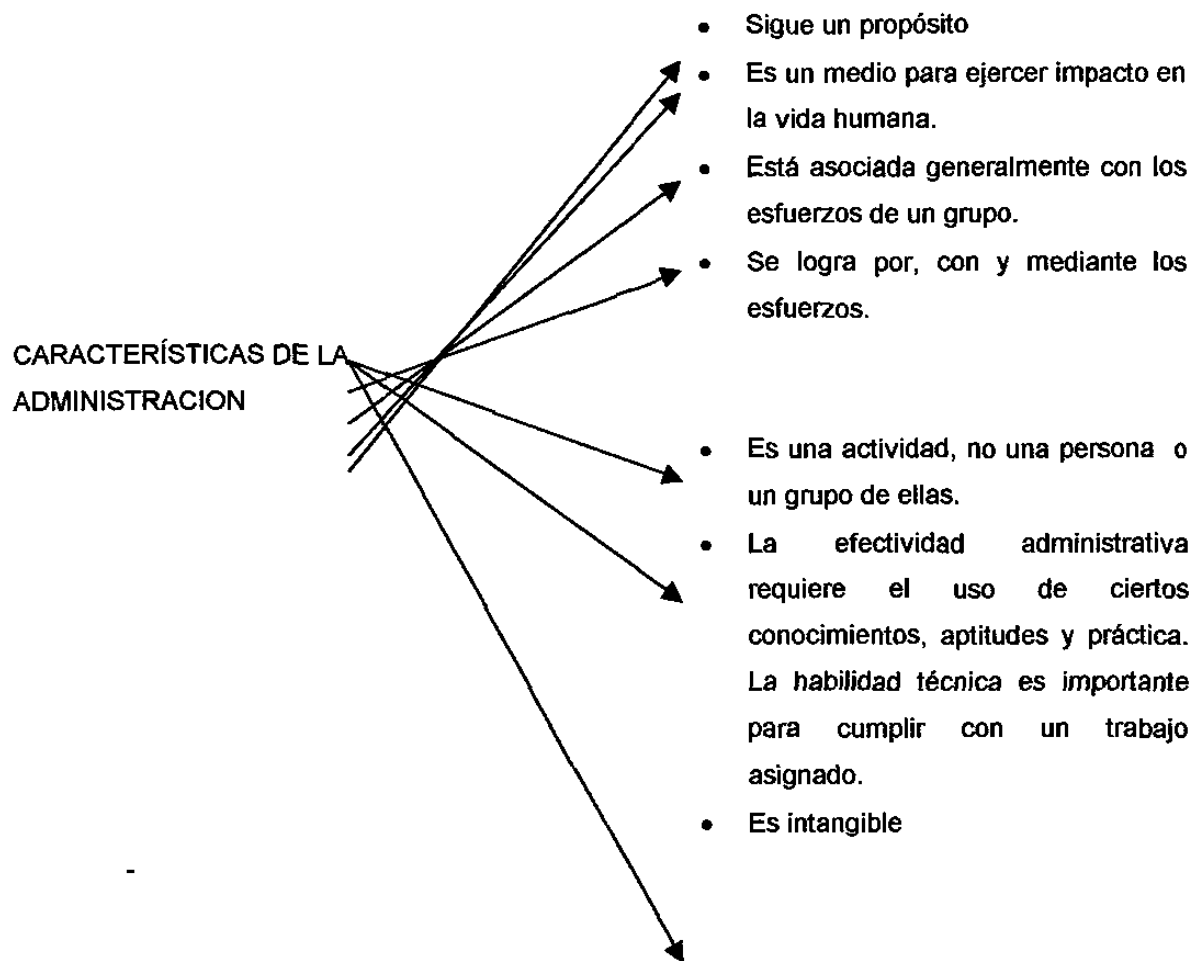 • Sigue un propósito
• Es un medio para ejercer impacto en
la vida humana.
• Está asociada generalmente con los
esfuerzos de un grupo.
• Se logra por, con y mediante los
esfuerzos.
CARACTERÍSTICAS DE LA
ADMINISTRACION
• Es una actividad, no una persona o
un grupo de ellas.
• La efectividad administrativa
requiere el uso de ciertos
conocimientos, aptitudes y práctica.
La habilidad técnica es importante
para cumplir con un trabajo
asignado.
• Es intangible
-